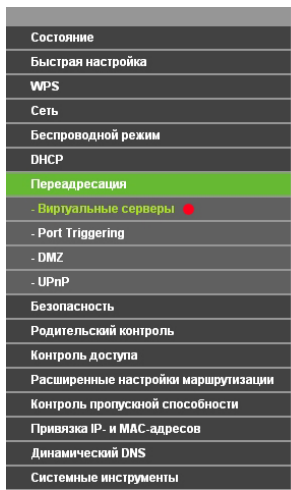 Состояние
Быстрая настройка
WPS
Сеть
Беспроводной режим
DHCP
Переадресация
- Виртуальные серверы
- Port Triggering
- DMZ
- UPnP
Безопасность
Родительский контроль
Контроль доступа
Расширенные настройки маршрутизации
Контроль пропускной способности
Привязка IP- и MAC-адресов
Динамический DNS
Системные инструменты